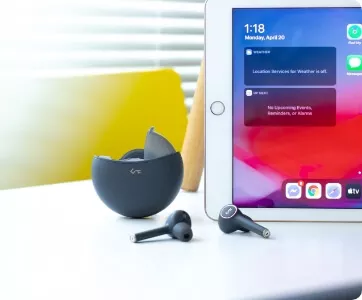 1:18
Monday, April 20
WEATHER
Location Services for Weather is off.
UP NEXT
No Upcoming Events,
Reminders, or Alarms
tv